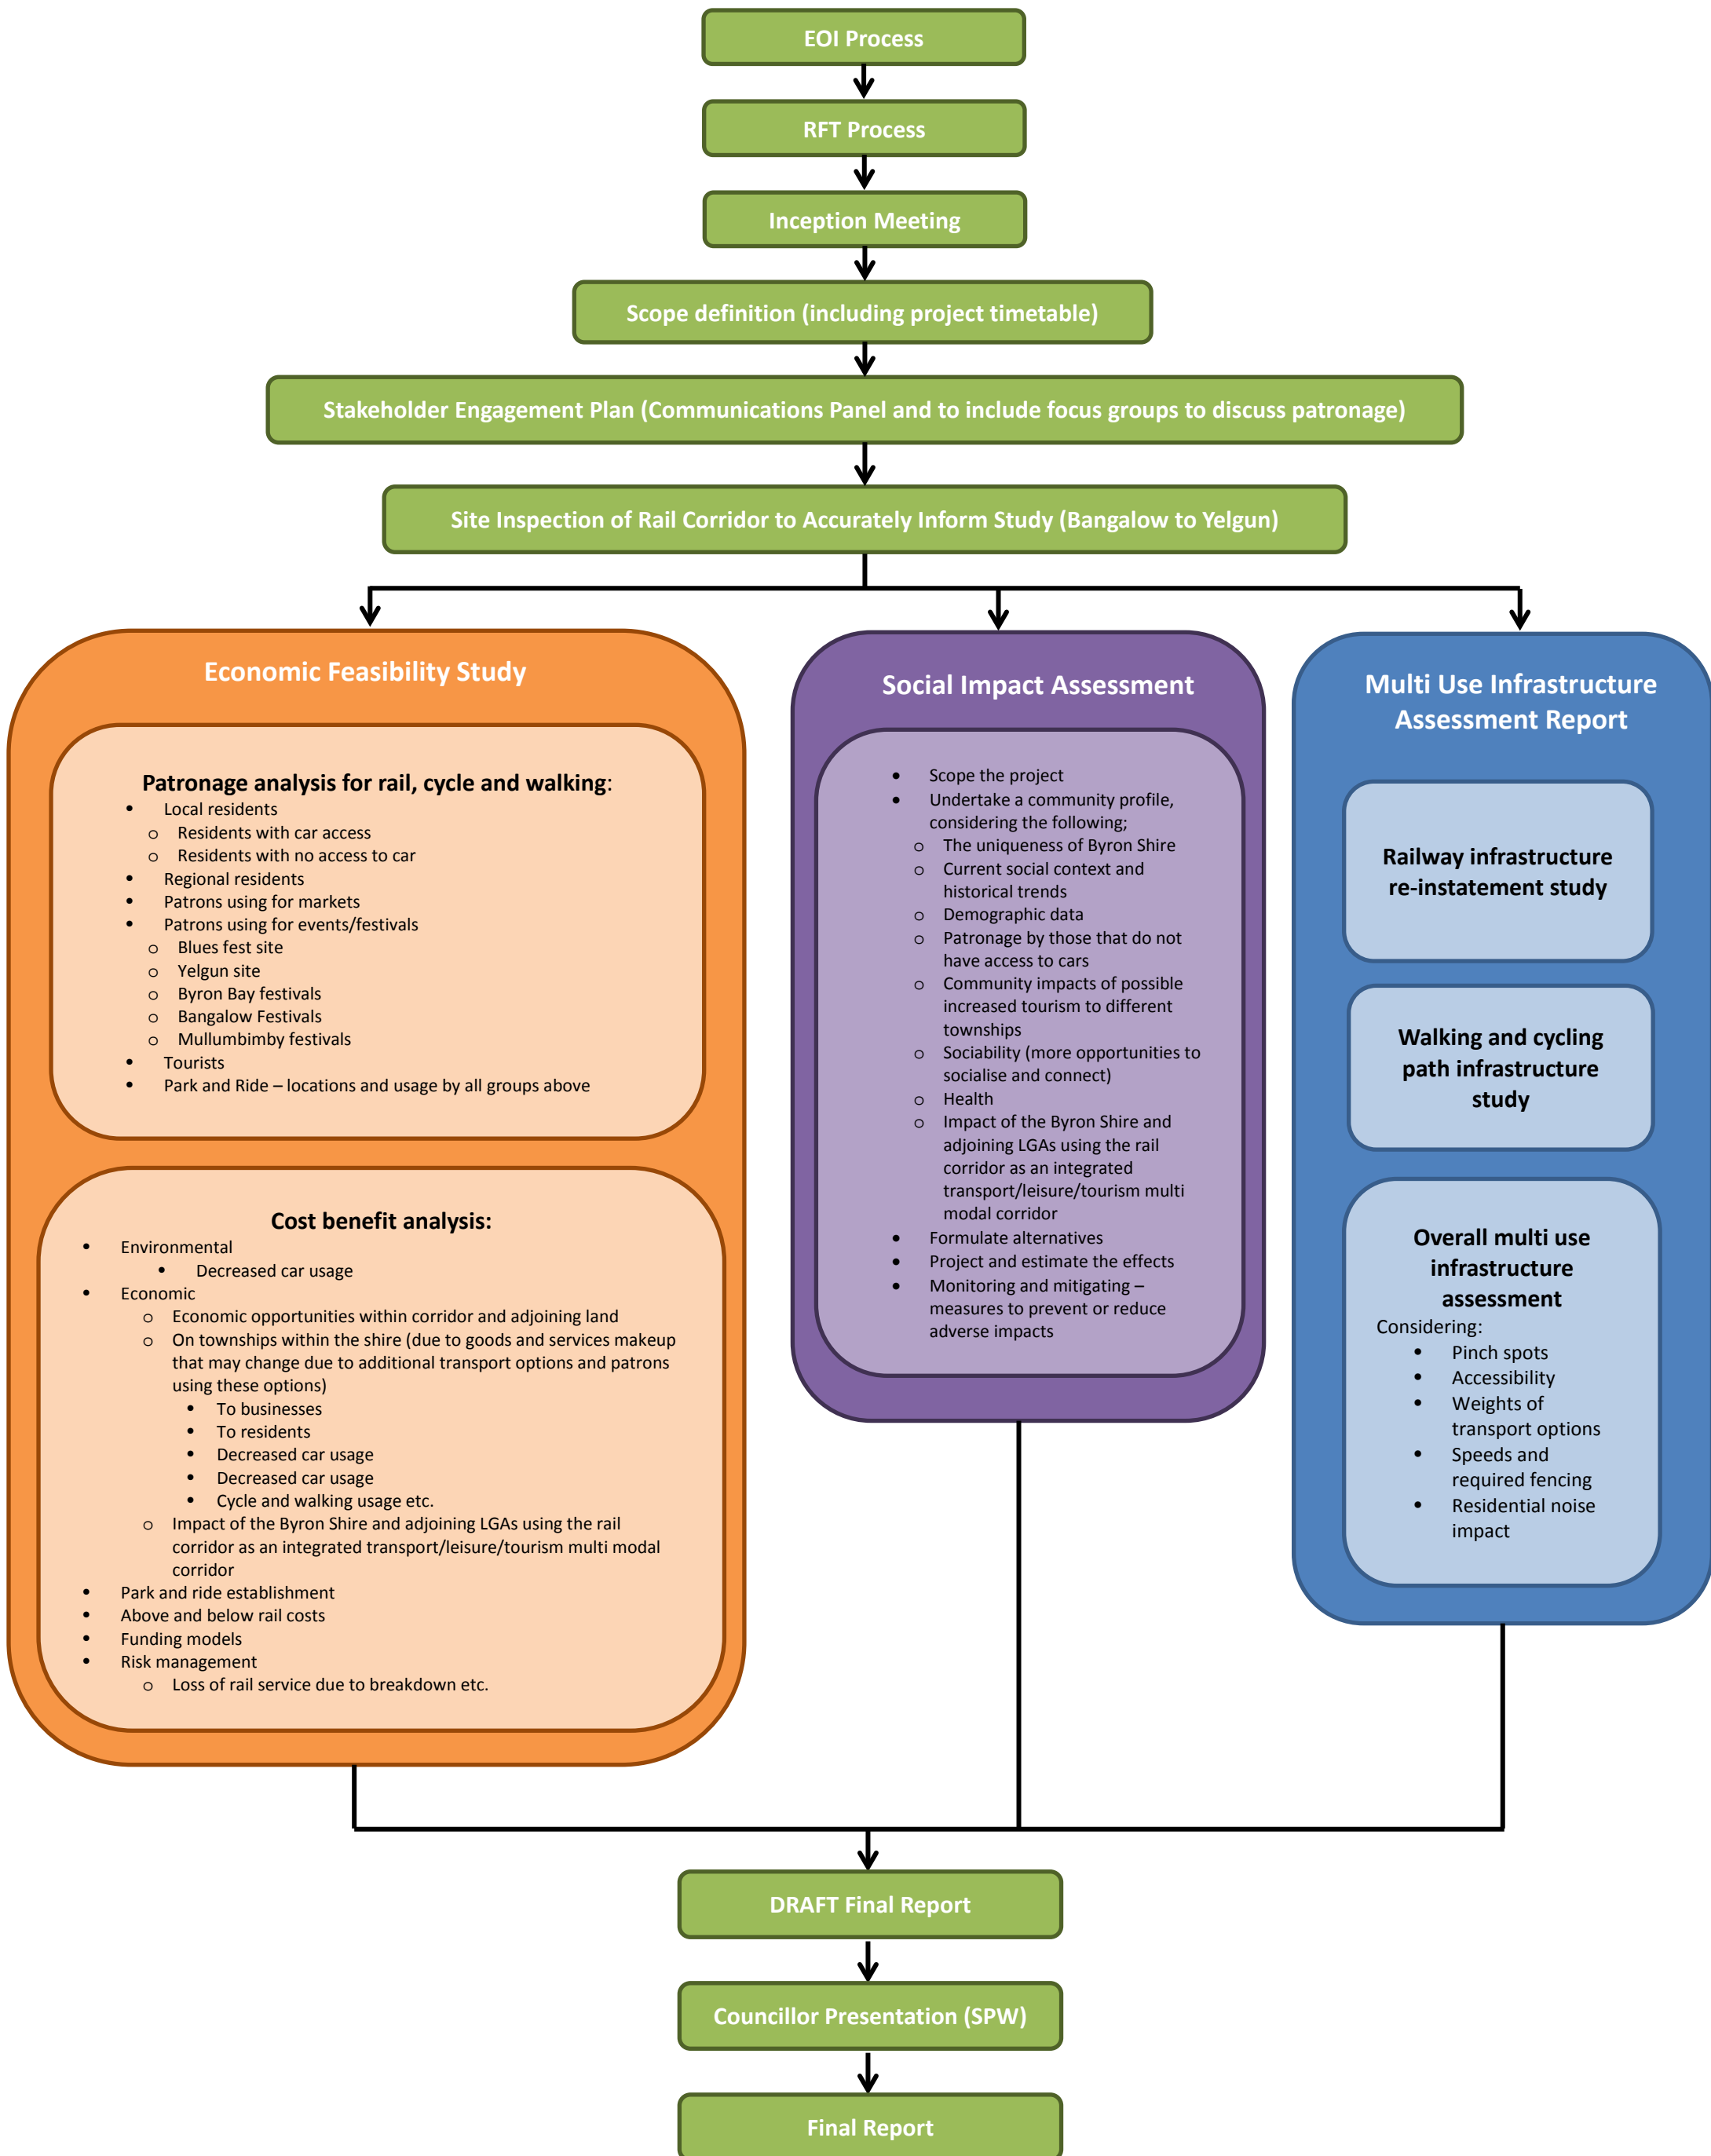 EOI Process
RFT Process
Inception Meeting
Scope definition (including project timetable)
Stakeholder Engagement Plan (Communications Panel and to include focus groups to discuss patronage)
Site Inspection of Rail Corridor to Accurately Inform Study (Bangalow to Yelgun)
Economic Feasibility Study
Patronage analysis for rail, cycle and walking:
• Local residents
o Residents with car access
o Residents with no access to car
• Regional residents
• Patrons using for markets
• Patrons using for events/festivals
o Blues fest site
o Yelgun site
o Byron Bay festivals
o Bangalow Festivals
o Mullumbimby festivals
• Tourists
• Park and Ride – locations and usage by all groups above
Cost benefit analysis:
• Environmental
• Decreased car usage
• Economic
o Economic opportunities within corridor and adjoining land
o On townships within the shire (due to goods and services makeup
that may change due to additional transport options and patrons
using these options)
• To businesses
• To residents
• Decreased car usage
• Decreased car usage
• Cycle and walking usage etc.
o Impact of the Byron Shire and adjoining LGAs using the rail
corridor as an integrated transport/leisure/tourism multi modal
corridor
• Park and ride establishment
• Above and below rail costs
• Funding models
• Risk management
o Loss of rail service due to breakdown etc.
Social Impact Assessment
• Scope the project
• Undertake a community profile,
considering the following;
o The uniqueness of Byron Shire
o Current social context and
historical trends
o Demographic data
o Patronage by those that do not
have access to cars
o Community impacts of possible
increased tourism to different
townships
o Sociability (more opportunities to
socialise and connect)
o Health
o Impact of the Byron Shire and
adjoining LGAs using the rail
corridor as an integrated
transport/leisure/tourism multi
modal corridor
• Formulate alternatives
• Project and estimate the effects
• Monitoring and mitigating –
measures to prevent or reduce
adverse impacts
Multi Use Infrastructure
Assessment Report
Railway infrastructure
re-instatement study
Walking and cycling
path infrastructure
study
Overall multi use
infrastructure
assessment
Considering:
• Pinch spots
• Accessibility
• Weights of
transport options
• Speeds and
required fencing
• Residential noise
impact
DRAFT Final Report
Councillor Presentation (SPW)
Final Report